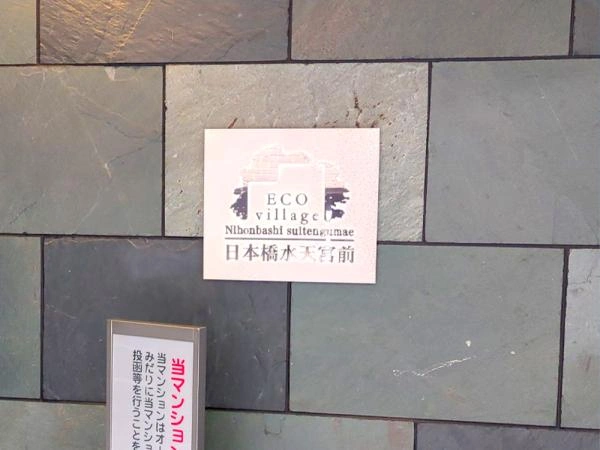 ECO
village
Nihonbashi suitengumae
日本橋水天宮前
当マンション
当マンションはオー
みだりに当マンショ
投函等を行うことを